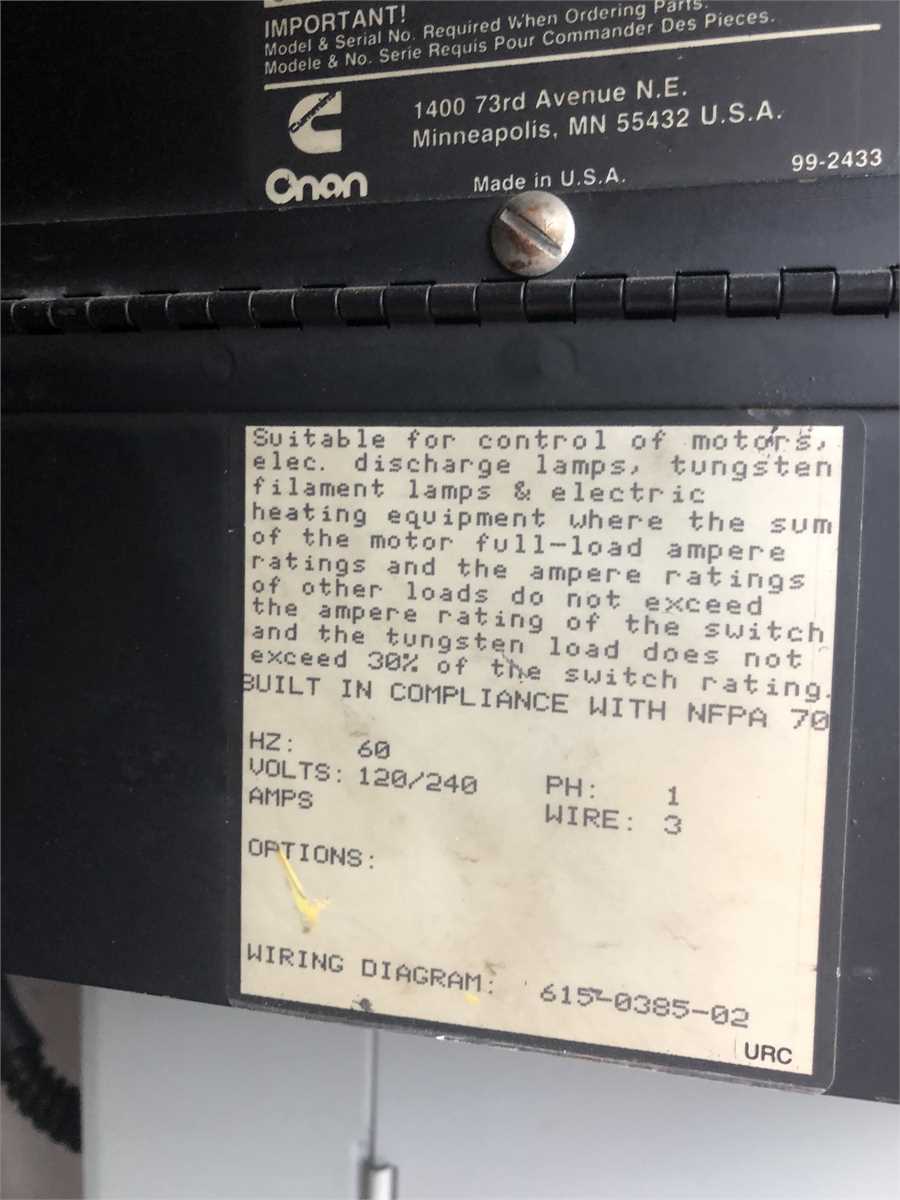 IMPORTANT!
Model & Serial No. Required When Ordering Parts.
Modele & No. Serie Requis Pour Commander Des Pieces.
Cummins
1400 73rd Avenue N.E.
Minneapolis, MN 55432 U.S.A.
Onan
Made in U.S.A.
99-2433
Suitable for control of motors,
elec. discharge lamps, tungsten
filament lamps & electric
heating equipment where the sum
of the motor full-load ampere
ratings and the ampere ratings
of other loads do not exceed
the ampere rating of the switch
and the tungsten load does not
exceed 30% of the switch rating.
BUILT IN COMPLIANCE WITH NFPA 70
HZ: 60
VOLTS: 120/240 PH: 1
AMPS WIRE: 3
OPTIONS:
WIRING DIAGRAM: 615-0385-02
URC